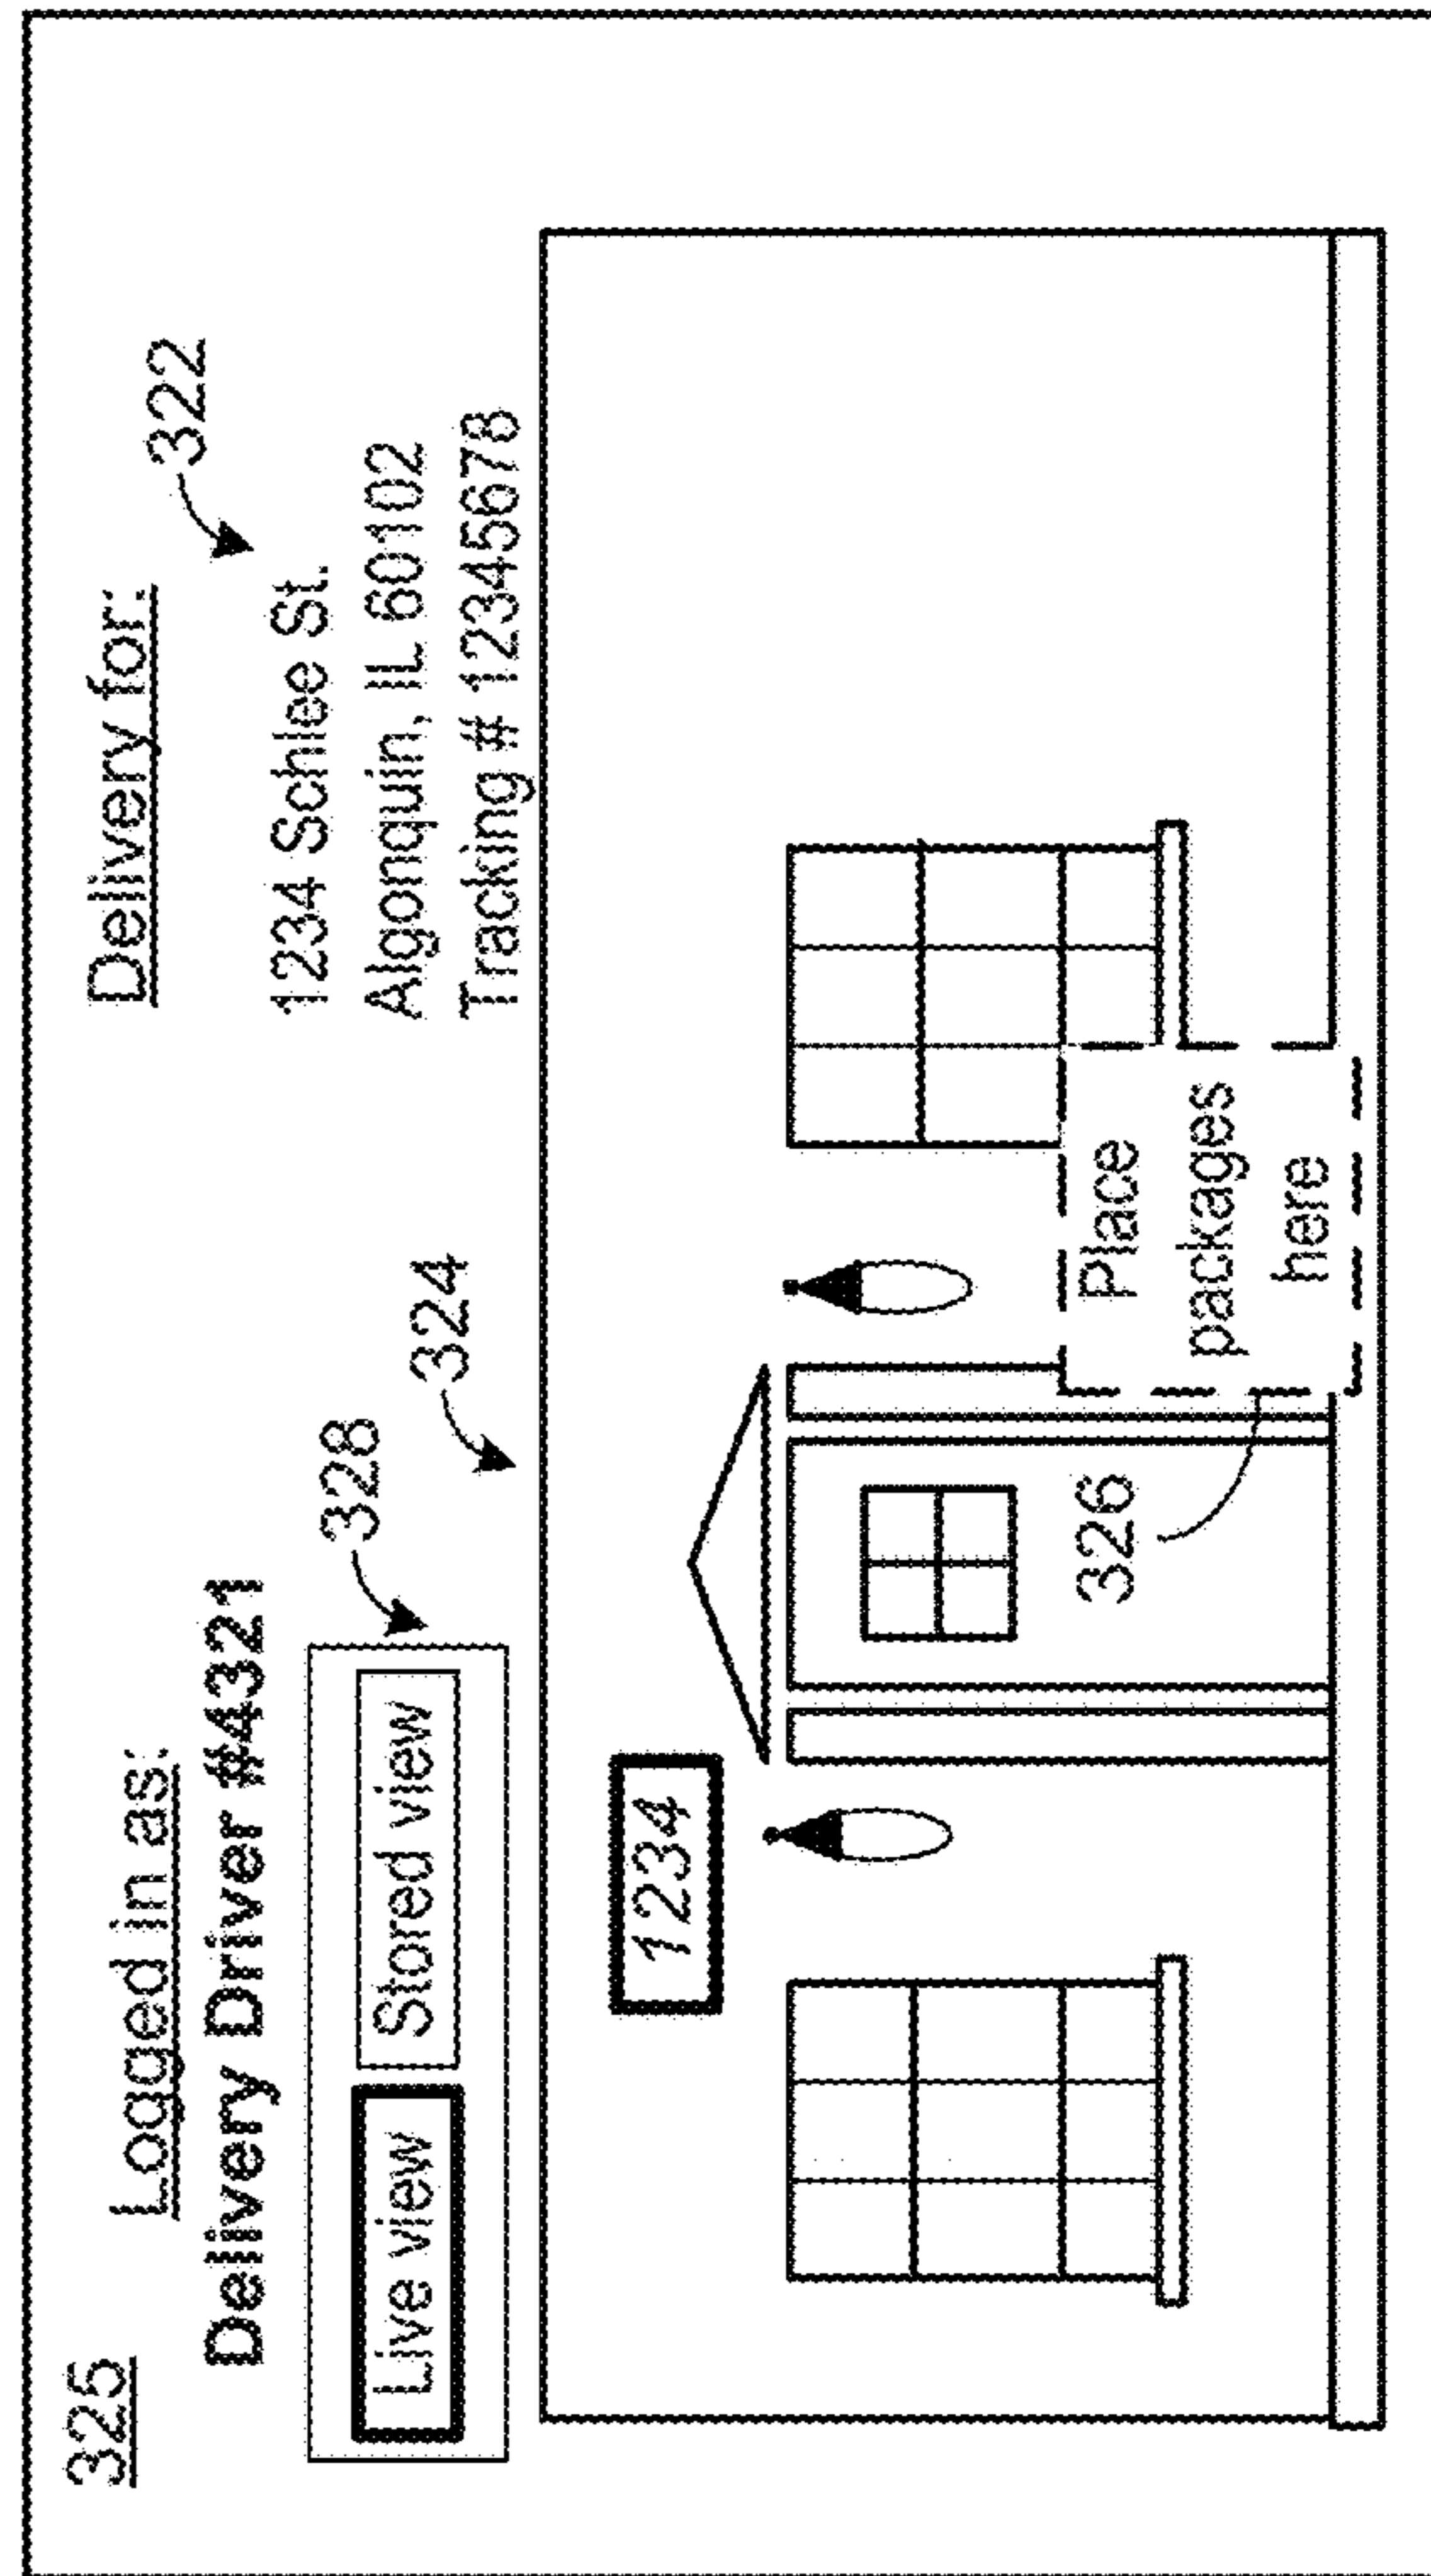 325
Logged in as:
Delivery Driver #4321
Delivery for:
322
1234 Schlee St.
Algonquin, IL 60102
Tracking # 12345678
Live view
Stored view
328
324
1234
326
Place
packages
here